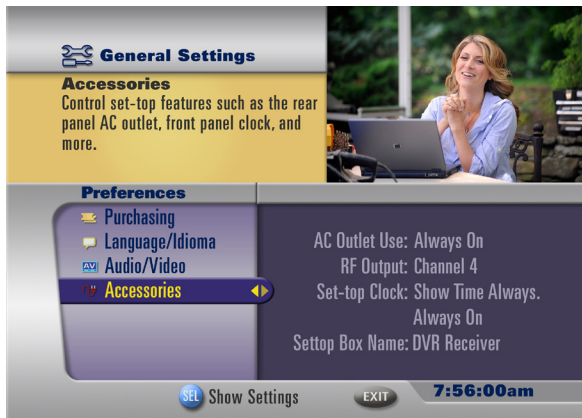 General Settings
Accessories
Control set-top features such as the rear
panel AC outlet, front panel clock, and
more.
Preferences
Purchasing
Language/Idioma
AV Audio/Video
Accessories
AC Outlet Use: Always On
RF Output: Channel 4
Set-top Clock: Show Time Always.
Always On
Settop Box Name: DVR Receiver
SEL Show Settings
EXIT
7:56:00am